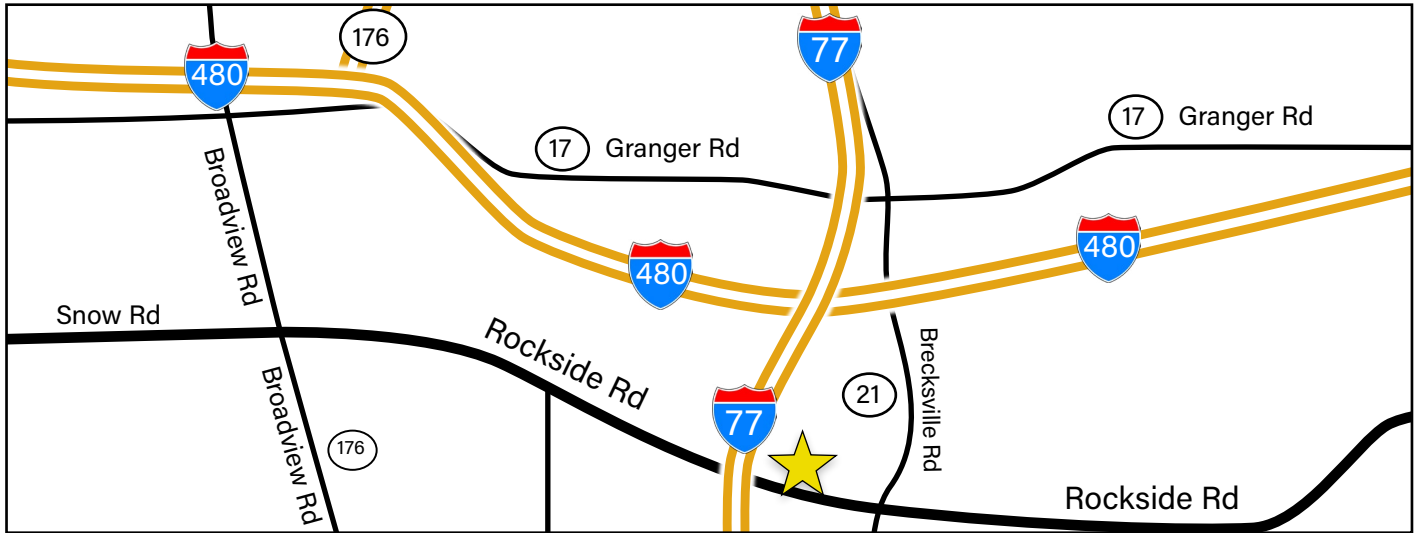 176
77
480
17 Granger Rd
17 Granger Rd
Broadview Rd
480
480
Snow Rd
Rockside Rd
Brecksville Rd
21
77
Broadview Rd
176
Rockside Rd